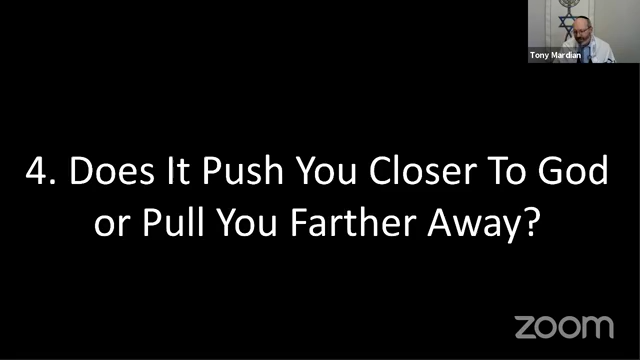 Tony Mardian
4. Does It Push You Closer To God
or Pull You Farther Away?
zoom